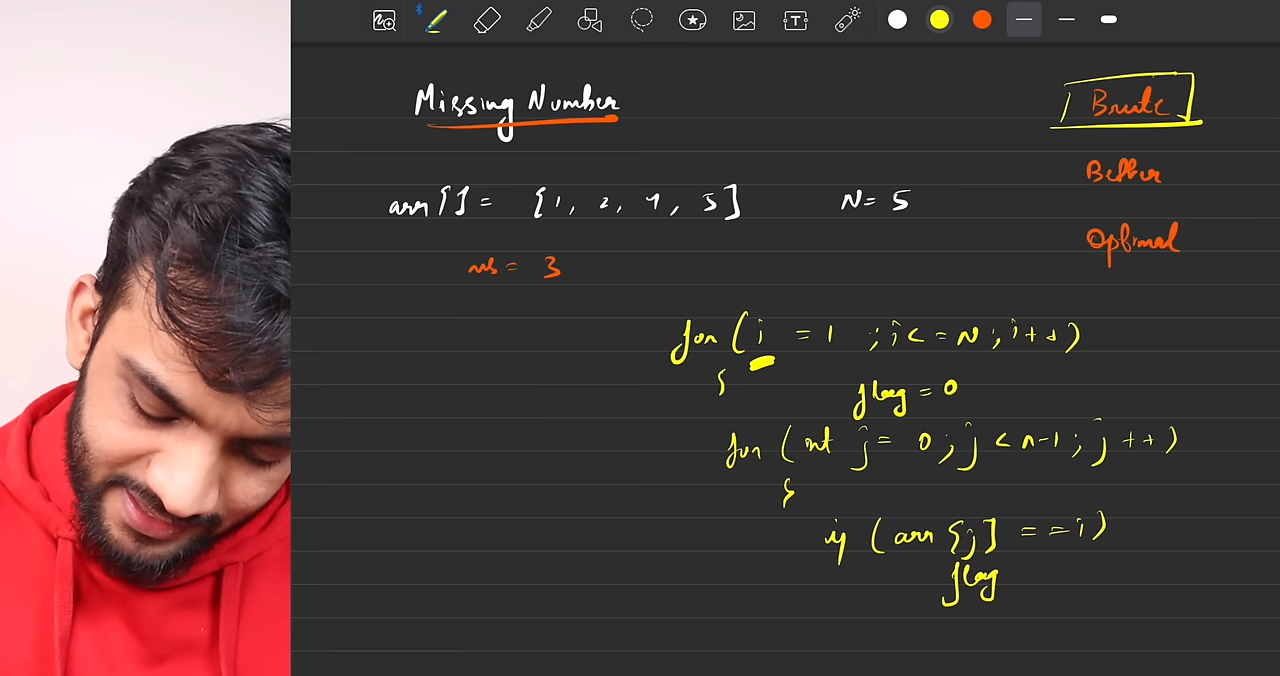 Missing Number
Brute
Better
arr[] = {1, 2, 4, 5} N = 5
Optimal
ans = 3
for (i = 1 ; i <= N ; i++)
{
flag = 0
for (int j = 0 ; j < n-1 ; j++)
{
if (arr[j] == i)
flag